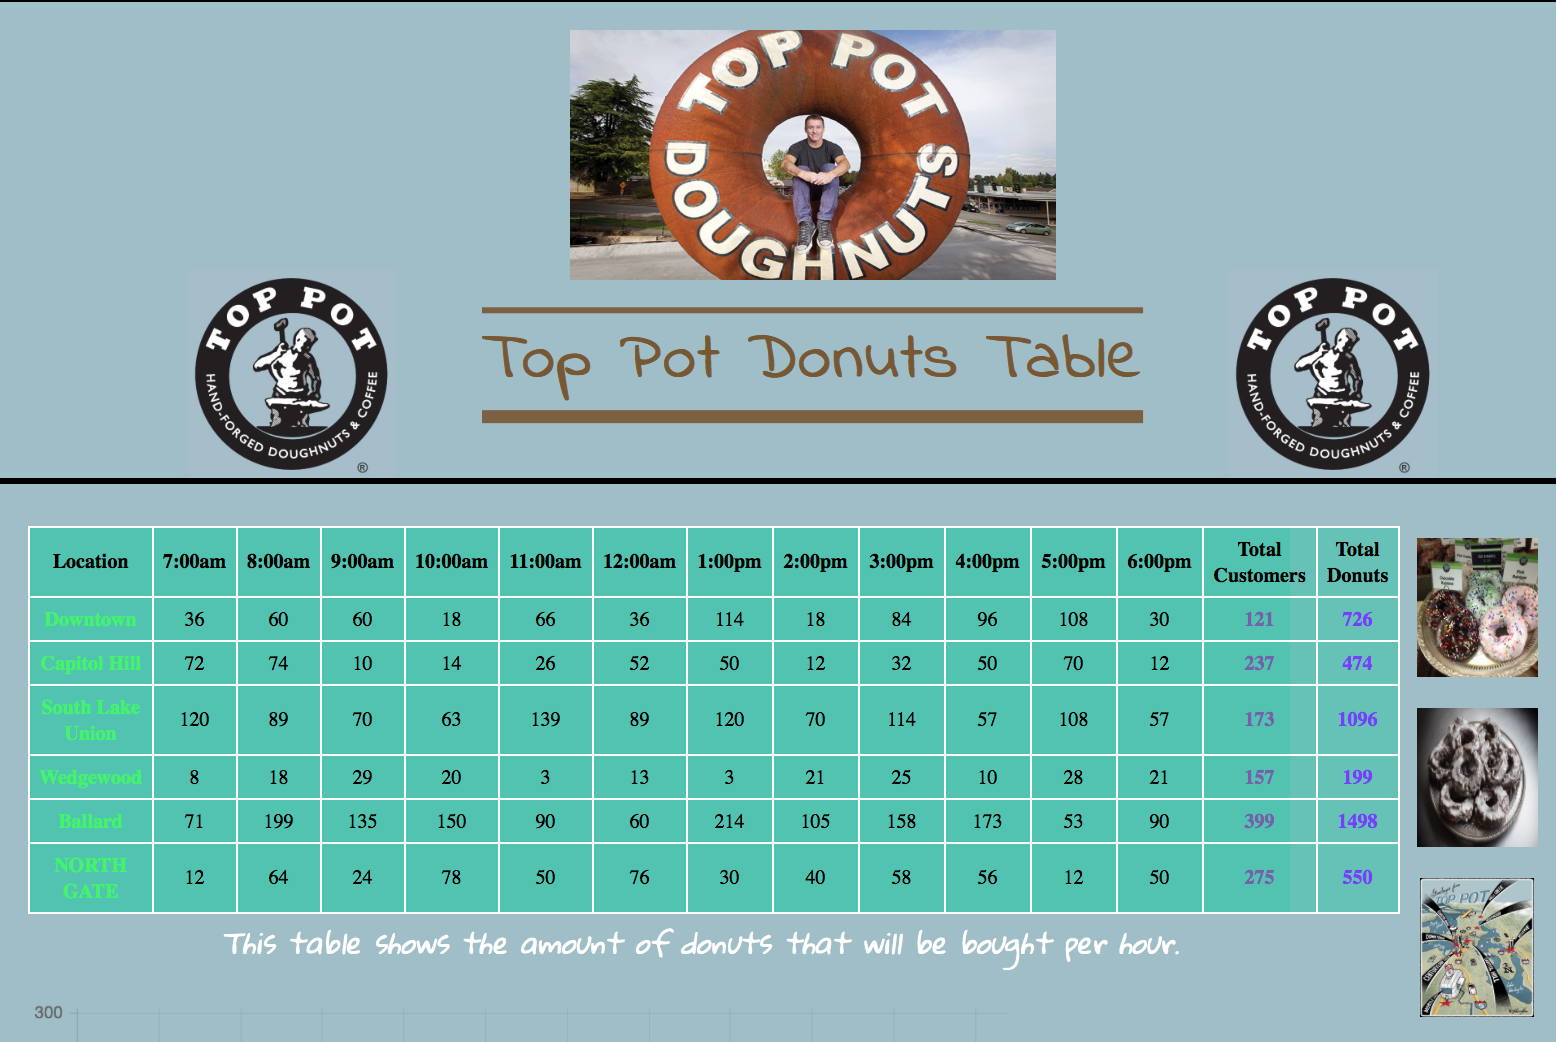 TOP POT
DOUGHNUTS
TOP POT
HAND-FORGED DOUGHNUTS & COFFEE
®
Top Pot Donuts Table
TOP POT
HAND-FORGED DOUGHNUTS & COFFEE
®
Location 7:00am 8:00am 9:00am 10:00am 11:00am 12:00am 1:00pm 2:00pm 3:00pm 4:00pm 5:00pm 6:00pm Total Customers Total Donuts
Downtown 36 60 60 18 66 36 114 18 84 96 108 30 121 726
Capitol Hill 72 74 10 14 26 52 50 12 32 50 70 12 237 474
South Lake Union 120 89 70 63 139 89 120 70 114 57 108 57 173 1096
Wedgewood 8 18 29 20 3 13 3 21 25 10 28 21 157 199
Ballard 71 199 135 150 90 60 214 105 158 173 53 90 399 1498
NORTH GATE 12 64 24 78 50 76 30 40 58 56 12 50 275 550
This table shows the amount of donuts that will be bought per hour.
TOP POT
300